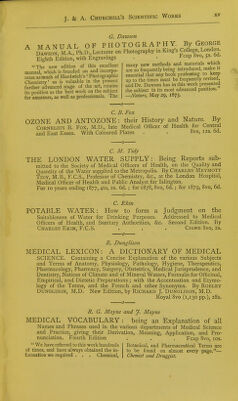 J. & A. CHURCHILL'S SCIENTIFIC WORKS xv
G. Dawson
A MANUAL OF PHOTOGRAPHY. By GEORGE
DAWSON, M.A., Ph.D., Lecturer on Photography in King's College, London.
Eighth Edition, with Engravings Fcap 8vo, 5s. 6d.
"The new edition of this excellent
manual, which is founded on and incorporates
as much of Hardwich's 'Photographic
Chemistry' as is valuable in the present
further advanced stage of the art, retains
its position as the best work on the subject
for amateurs, as well as professionals. The
many new methods and materials which
are so frequently being introduced, make it
essential that any book professing to keep
up to the times must be frequently revised,
and Dr. Dawson has in this work presented
the subject in its most advanced position."
—Nature, May 29, 1873.
C. B. Fox
OZONE AND ANTOZONE: their History and Nature. By
CORNELIUS B. FOX, M.D., late Medical Officer of Health for Central
and East Essex. With Coloured Plates 8vo, 12s. 6d.
C. M. Tidy
THE LONDON WATER SUPPLY: Being Reports submitted
to the Society of Medical Officers of Health, on the Quality and
Quantity of the Water supplied to the Metropolis. By CHARLES MEYMOTT
TIDY, M.B., F.C.S., Professor of Chemistry, &c., at the London Hospital,
Medical Officer of Health and Public Analyst for Islington.
For 10 years ending 1877, 4to, 2s. 6d.; for 1878, 8vo, 6d.; for 1879, 8vo, 6d.
C. Ekin
POTABLE WATER: How to form a Judgment on the
Suitableness of Water for Drinking Purposes. Addressed to Medical
Officers of Health, and Sanitary Authorities, &c. Second Edition. By
CHARLES EKIN, F.C.S. Crown 8vo, 2s.
R. Dunglison
MEDICAL LEXICON: A DICTIONARY OF MEDICAL
SCIENCE. Containing a Concise Explanation of the various Subjects
and Terms of Anatomy, Physiology, Pathology, Hygiene, Therapeutics,
Pharmacology, Pharmacy, Surgery, Obstetrics, Medical Jurisprudence, and
Dentistry, Notices of Climate and of Mineral Waters, Formulæ for Officinal,
Empirical, and Dietetic Preparations; with the Accentuation and Etymology
of the Terms, and the French and other Synonyms. By ROBLEY
DUNGLISON, M.D. New Edition, by RICHARD J. DUNGLISON, M.D.
Royal 8vo (1,130 pp.), 28s.
R. G. Mayne and J. Mayne
MEDICAL VOCABULARY: being an Explanation of all
Names and Phrases used in the various departments of Medical Science
and Practice, giving their Derivation, Meaning, Application, and Pronunciation.
Fourth Edition Fcap 8vo, 10s.
"We have referred to this work hundreds
of times, and have always obtained the information
we required . . . Chemical,
Botanical, and Pharmaceutical Terms are
to be found on almost every page."—
Chemist and Druggist.